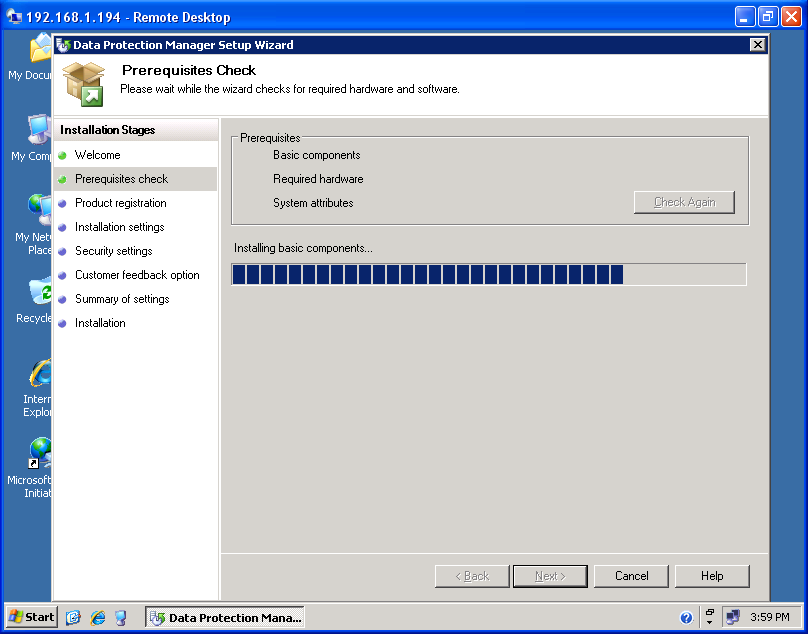 192.168.1.194 - Remote Desktop
Data Protection Manager Setup Wizard
My Docu
My Comp
My Net
Place
Recycle
Intern
Explor
Microsoft
Initiat
Prerequisites Check
Please wait while the wizard checks for required hardware and software.
Installation Stages
Welcome
Prerequisites check
Product registration
Installation settings
Security settings
Customer feedback option
Summary of settings
Installation
Prerequisites
Basic components
Required hardware
System attributes
Check Again
Installing basic components...
< Back
Next >
Cancel
Help
Start
Data Protection Mana...
3:59 PM